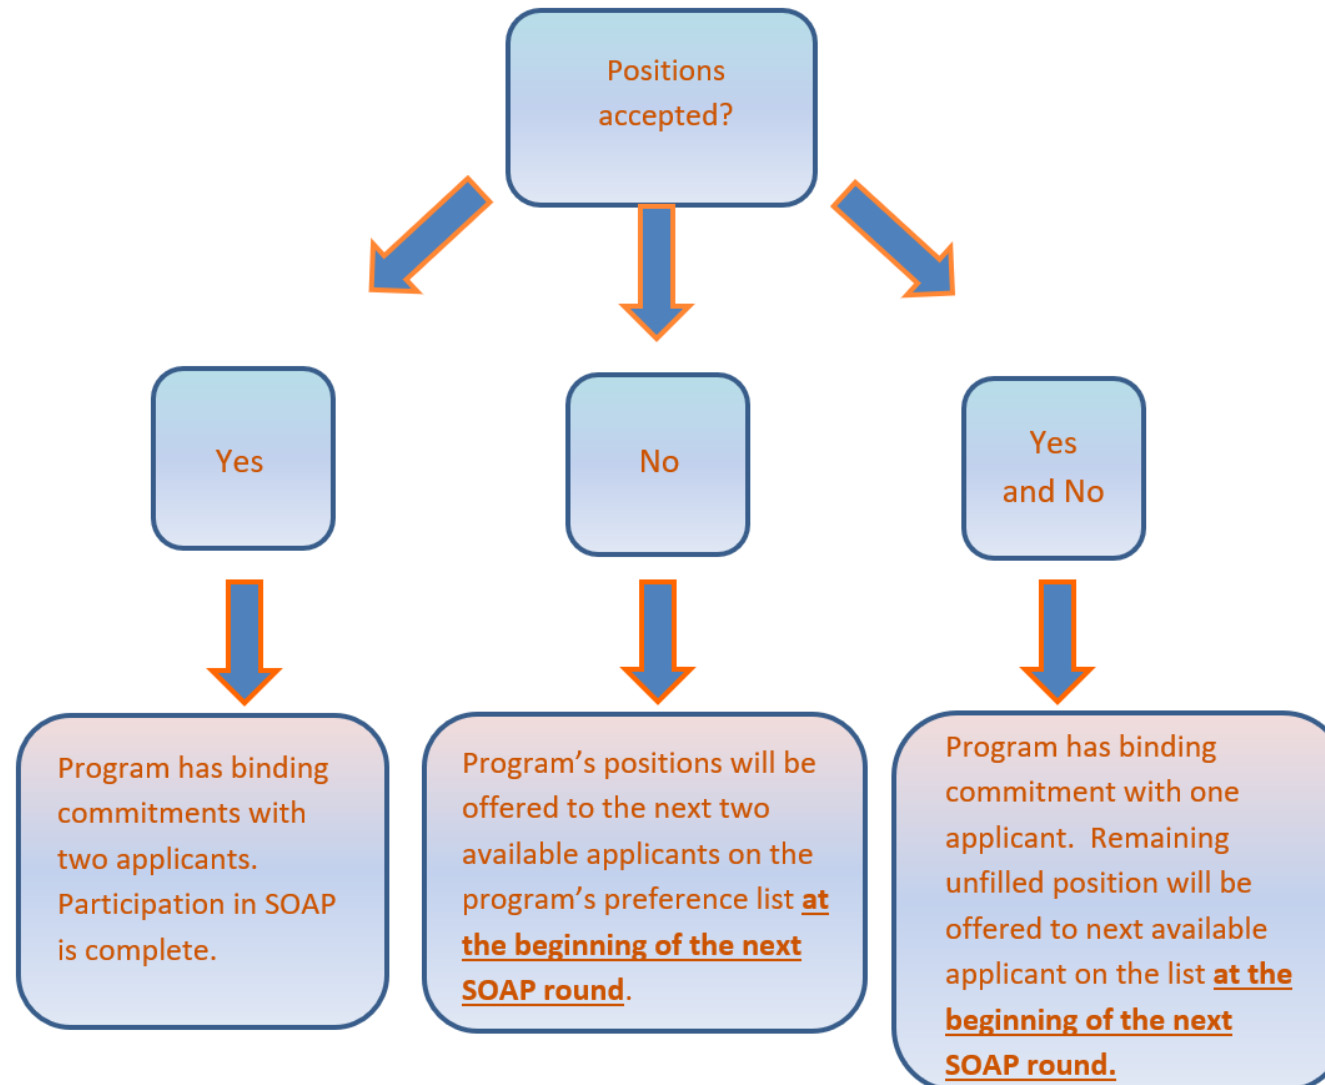 Positions
accepted?
Yes
No
Yes
and No
Program has binding
commitments with
two applicants.
Participation in SOAP
is complete.
Program’s positions will be
offered to the next two
available applicants on the
program’s preference list at
the beginning of the next
SOAP round.
Program has binding
commitment with one
applicant.  Remaining
unfilled position will be
offered to next available
applicant on the list at the
beginning of the next
SOAP round.